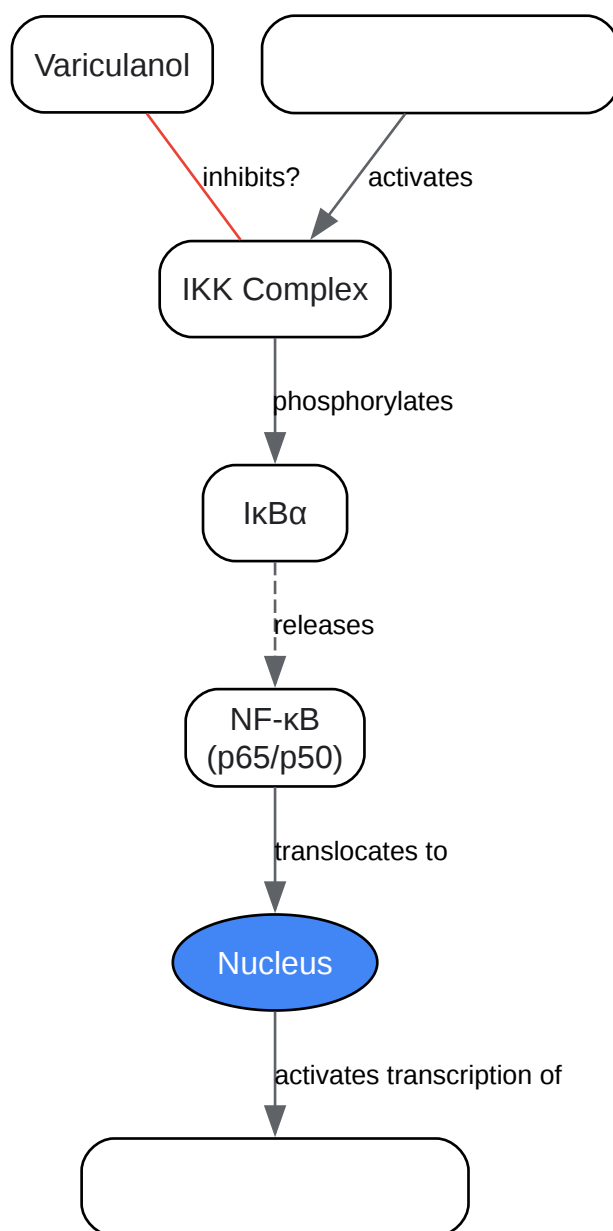 Variculanol
inhibits?
activates
IKK Complex
phosphorylates
IκBα
releases
NF-κB
(p65/p50)
translocates to
Nucleus
activates transcription of